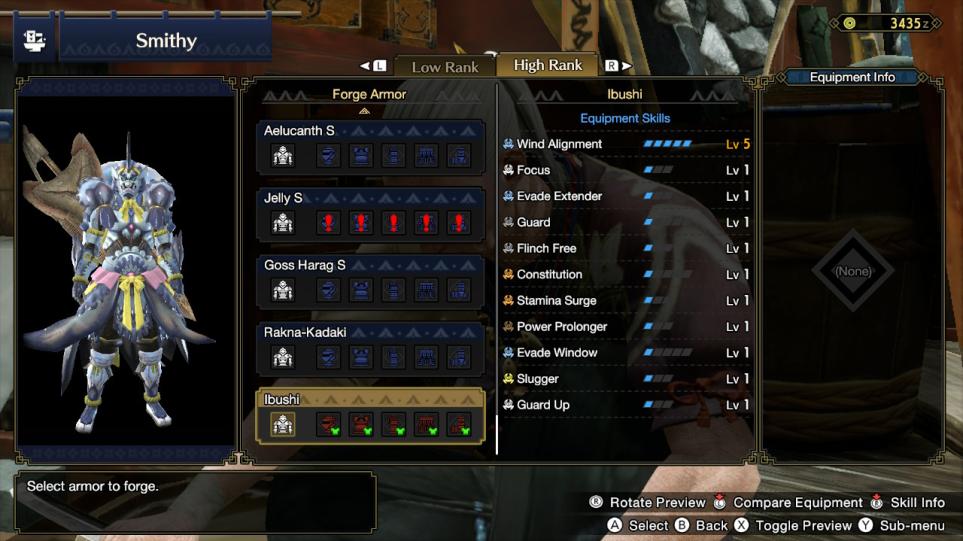 Smithy
3435z
L Low Rank High Rank R
Equipment Info
Forge Armor
Ibushi
Equipment Skills
Aelucanth S
Jelly S
Goss Harag S
Rakna-Kadaki
Ibushi
Wind Alignment Lv 5
Focus Lv 1
Evade Extender Lv 1
Guard Lv 1
Flinch Free Lv 1
Constitution Lv 1
Stamina Surge Lv 1
Power Prolonger Lv 1
Evade Window Lv 1
Slugger Lv 1
Guard Up Lv 1
(None)
Select armor to forge.
R Rotate Preview Compare Equipment Skill Info
A Select B Back X Toggle Preview Y Sub-menu